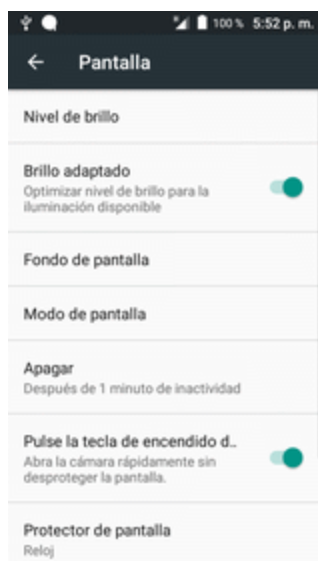 100 % 5:52 p. m.
Pantalla
Nivel de brillo
Brillo adaptado
Optimizar nivel de brillo para la
iluminación disponible
Fondo de pantalla
Modo de pantalla
Apagar
Después de 1 minuto de inactividad
Pulse la tecla de encendido d..
Abra la cámara rápidamente sin
desproteger la pantalla.
Protector de pantalla
Reloj